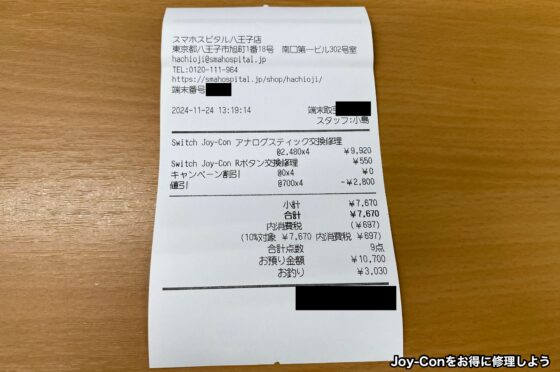 スマホスピタル八王子店
東京都八王子市旭町1番18号 南口第一ビル302号室
hachioji@smahospital.jp
TEL:0120-111-964
https://smahospital.jp/shop/hachioji/
端末番号
2024-11-24 13:19:14 端末取引
スタッフ:小島
Switch Joy-Con アナログスティック交換修理
@2,480x4 ¥9,920
Switch Joy-Con Rボタン交換修理 ¥550
キャンペーン割引 @0x4 ¥0
値引 @700x4 -¥2,800
小計 ¥7,670
合計 ¥7,670
内消費税 (¥697)
(10%対象 ¥7,670 内消費税 ¥697)
合計点数 9点
お預り金額 ¥10,700
お釣り ¥3,030
Joy-Conをお得に修理しよう